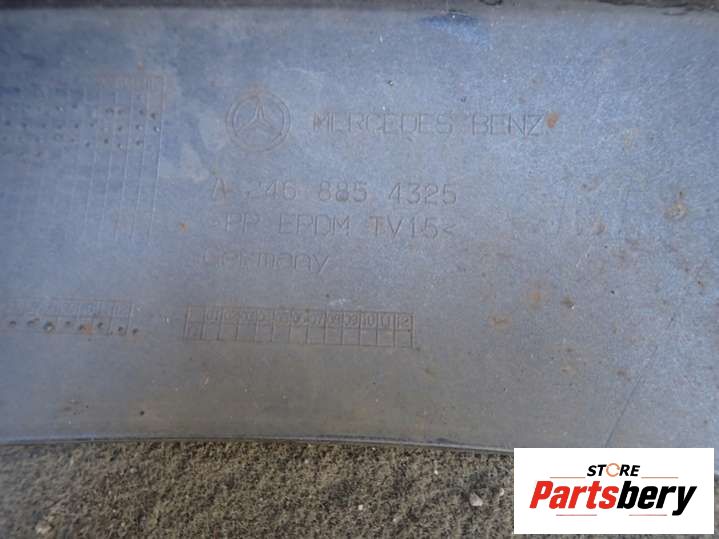 MERCEDES BENZ
A 246 885 4325
>PP EPDM TV15<
Germany
STORE
Partsbery